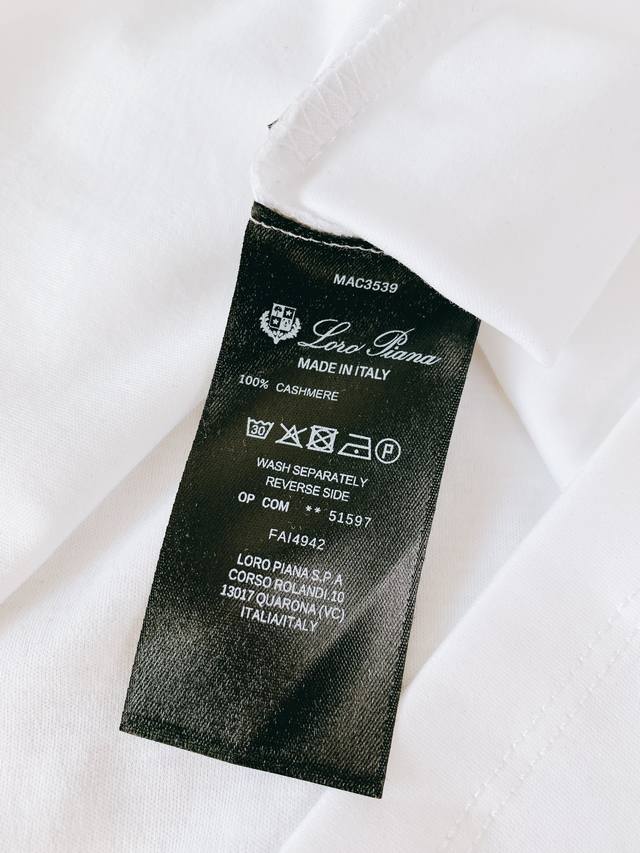 MAC3539
Loro Piana
MADE IN ITALY
100% CASHMERE
30 P
WASH SEPARATELY
REVERSE SIDE
OP COM ** 51597
FAI4942
LORO PIANA S.P.A
CORSO ROLANDI.10
13017 QUARONA (VC)
ITALIA/ITALY